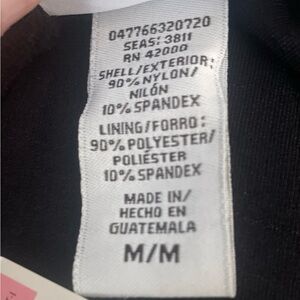 047766320720
SEAS: 3811
RN 42000
SHELL/EXTERIOR:
90% NYLON/
NILÓN
10% SPANDEX
LINING/FORRO:
90% POLYESTER/
POLIÉSTER
10% SPANDEX
MADE IN/
HECHO EN
GUATEMALA
M/M